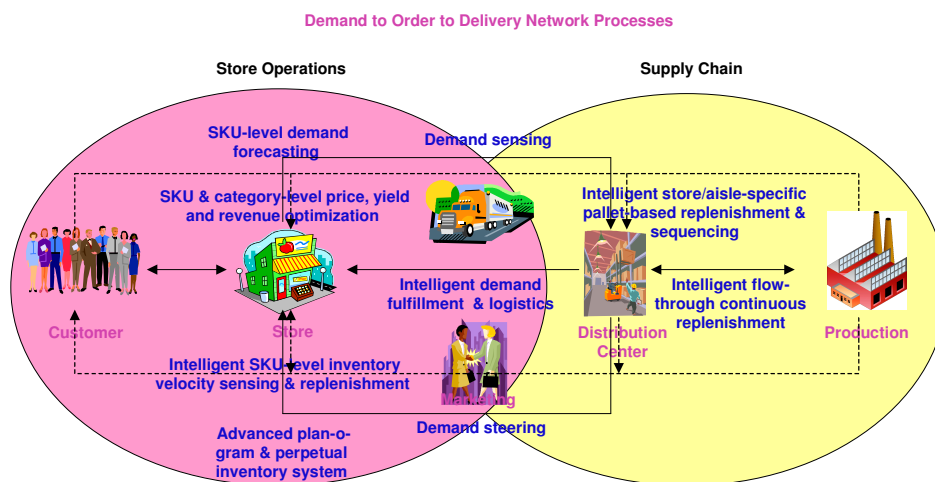 Demand to Order to Delivery Network Processes
Store Operations
Supply Chain
SKU-level demand
forecasting
Demand sensing
SKU & category-level price, yield
and revenue optimization
Intelligent store/aisle-specific
pallet-based replenishment &
sequencing
Intelligent demand
fulfillment & logistics
Intelligent flow-
through continuous
replenishment
Customer
Store
Distribution
Center
Production
Intelligent SKU-level inventory
velocity sensing & replenishment
Marketing
Demand steering
Advanced plan-o-
gram & perpetual
inventory system